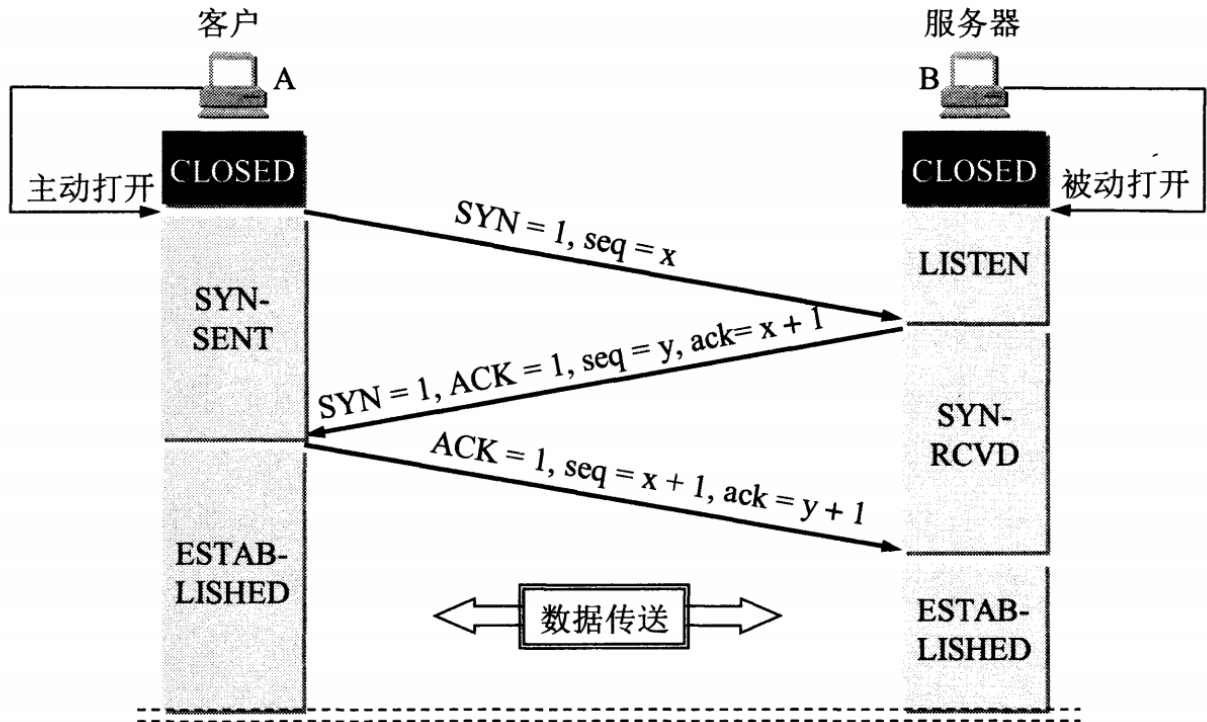 客户
服务器
A
B
CLOSED
CLOSED
主动打开
被动打开
SYN = 1, seq = x
LISTEN
SYN-
SENT
SYN = 1, ACK = 1, seq = y, ack= x + 1
SYN-
RCVD
ACK = 1, seq = x + 1, ack = y + 1
ESTAB-
LISHED
数据传送
ESTAB-
LISHED